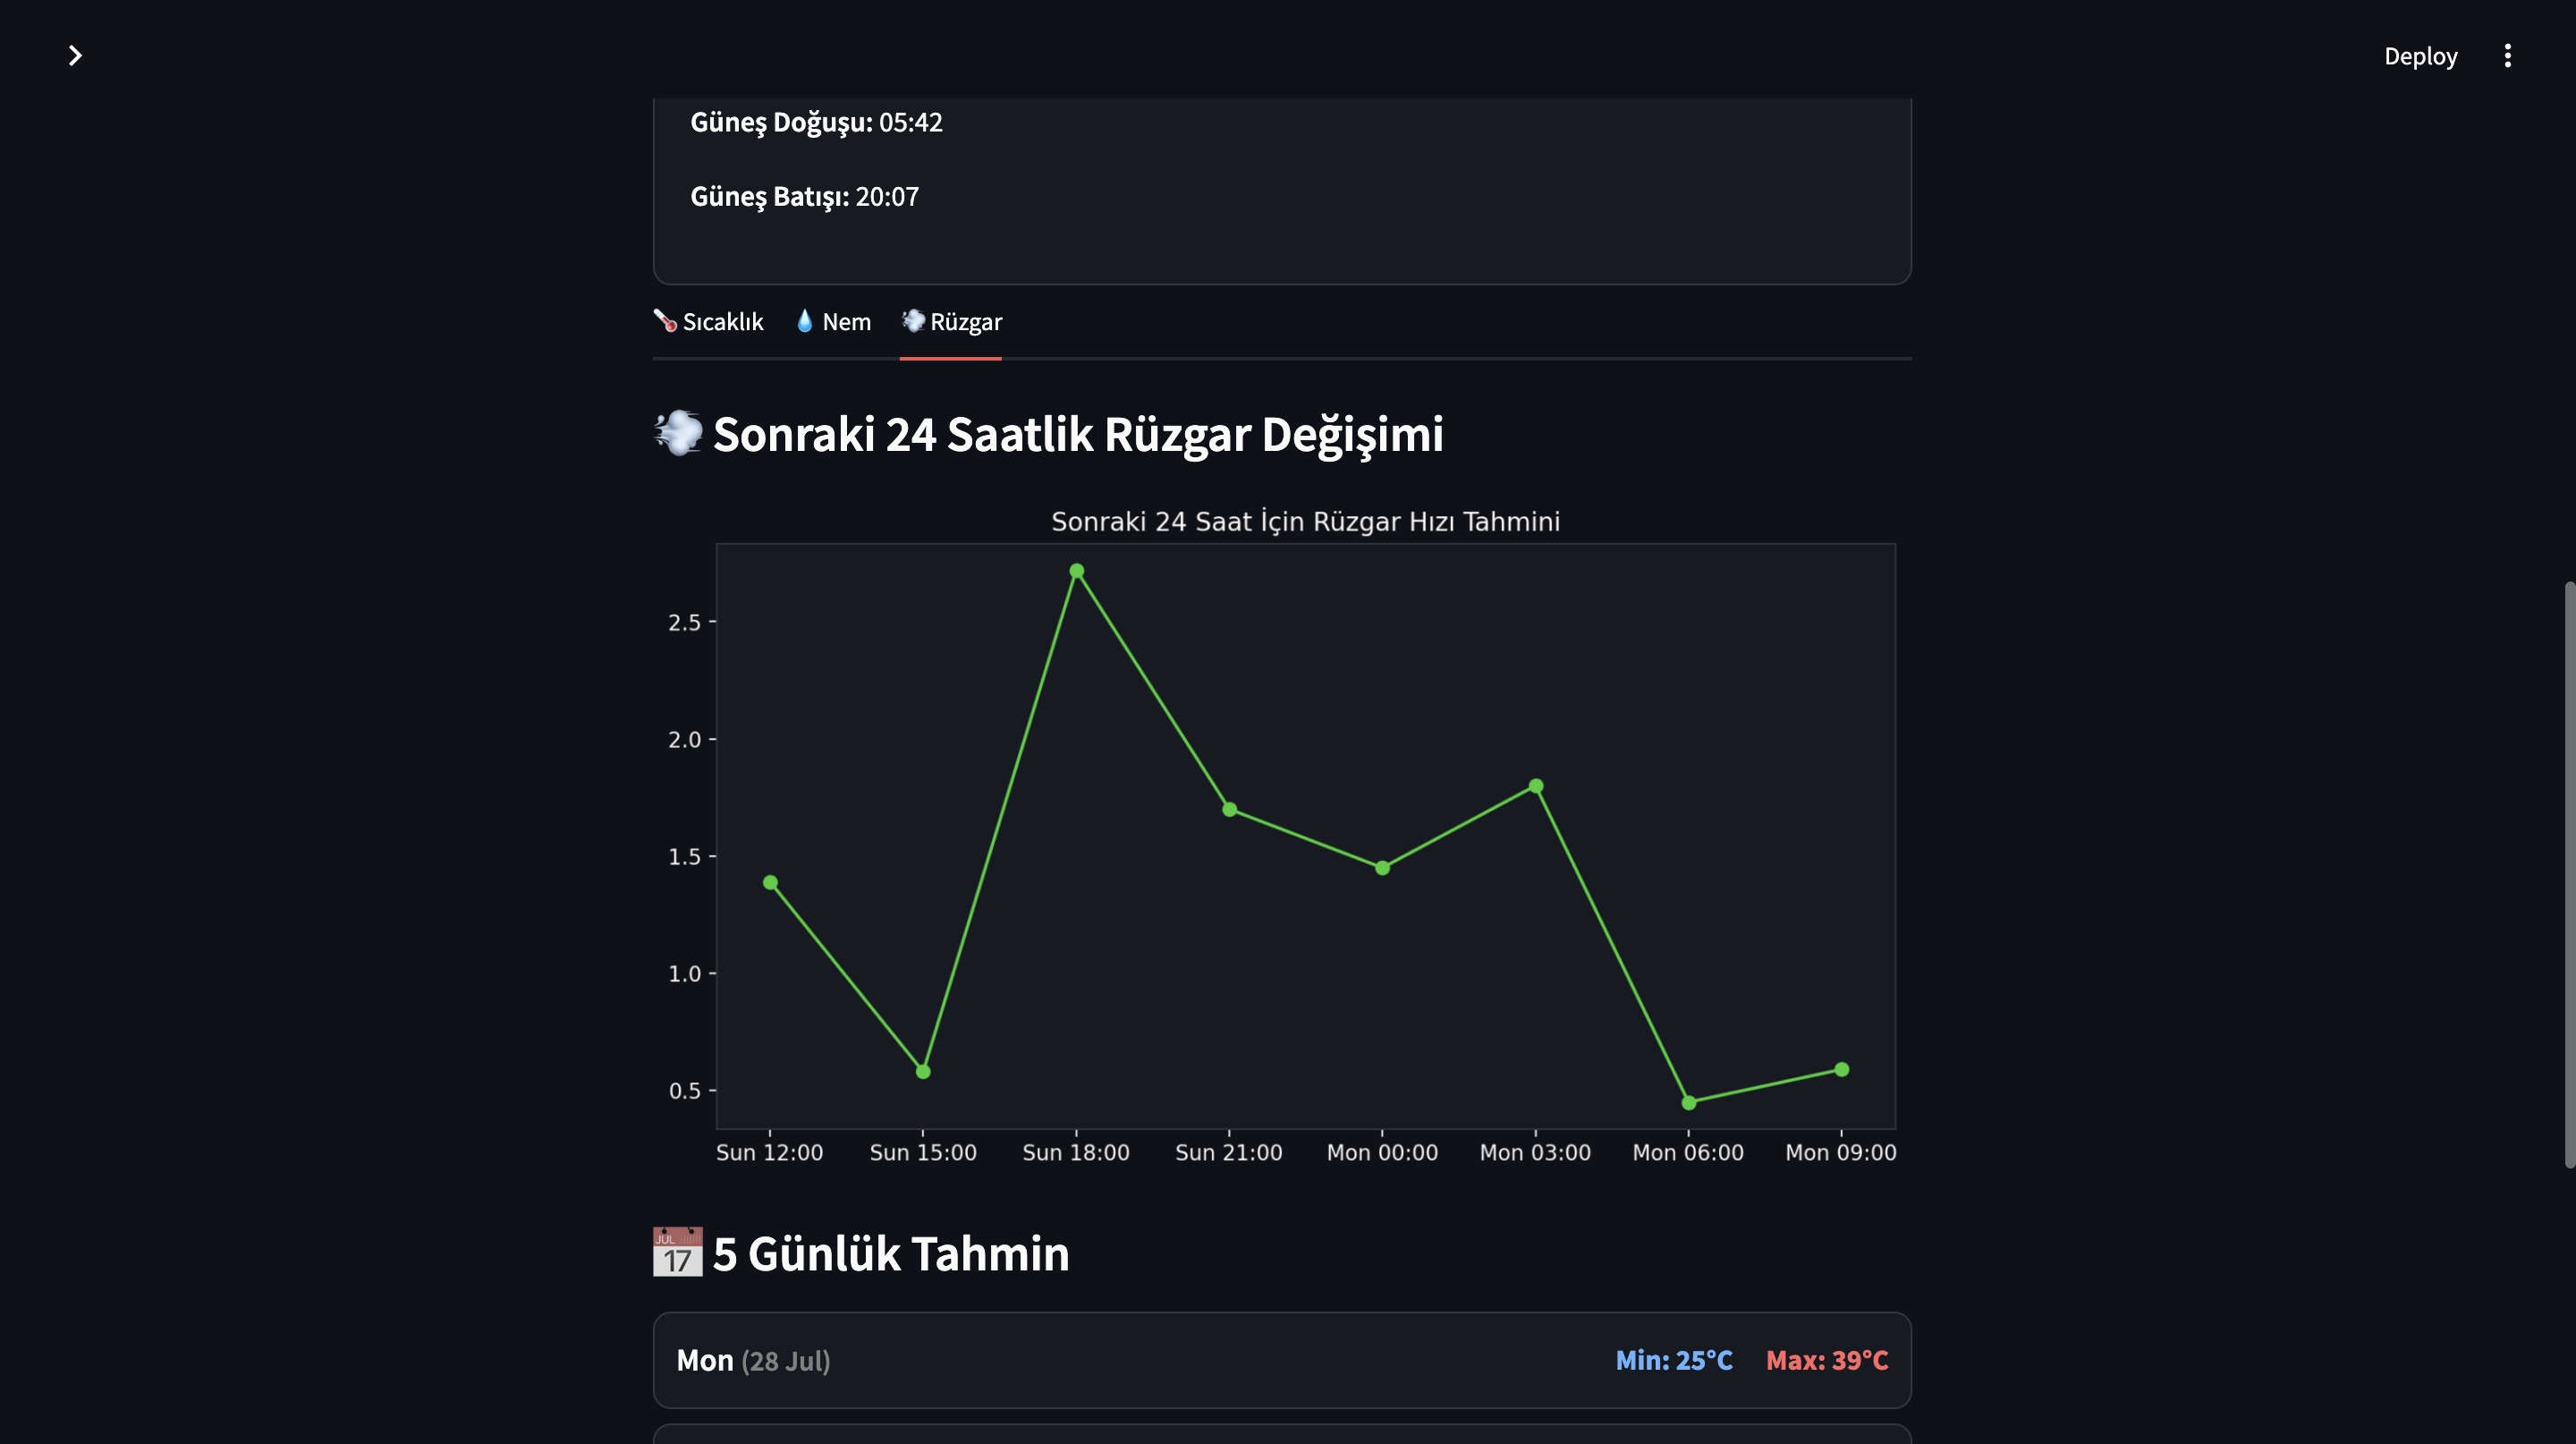 Deploy
Güneş Doğuşu: 05:42
Güneş Batışı: 20:07
Sıcaklık Nem Rüzgar
Sonraki 24 Saatlik Rüzgar Değişimi
Sonraki 24 Saat İçin Rüzgar Hızı Tahmini
2.5
2.0
1.5
1.0
0.5
Sun 12:00 Sun 15:00 Sun 18:00 Sun 21:00 Mon 00:00 Mon 03:00 Mon 06:00 Mon 09:00
JUL
17
5 Günlük Tahmin
Mon (28 Jul) Min: 25°C Max: 39°C